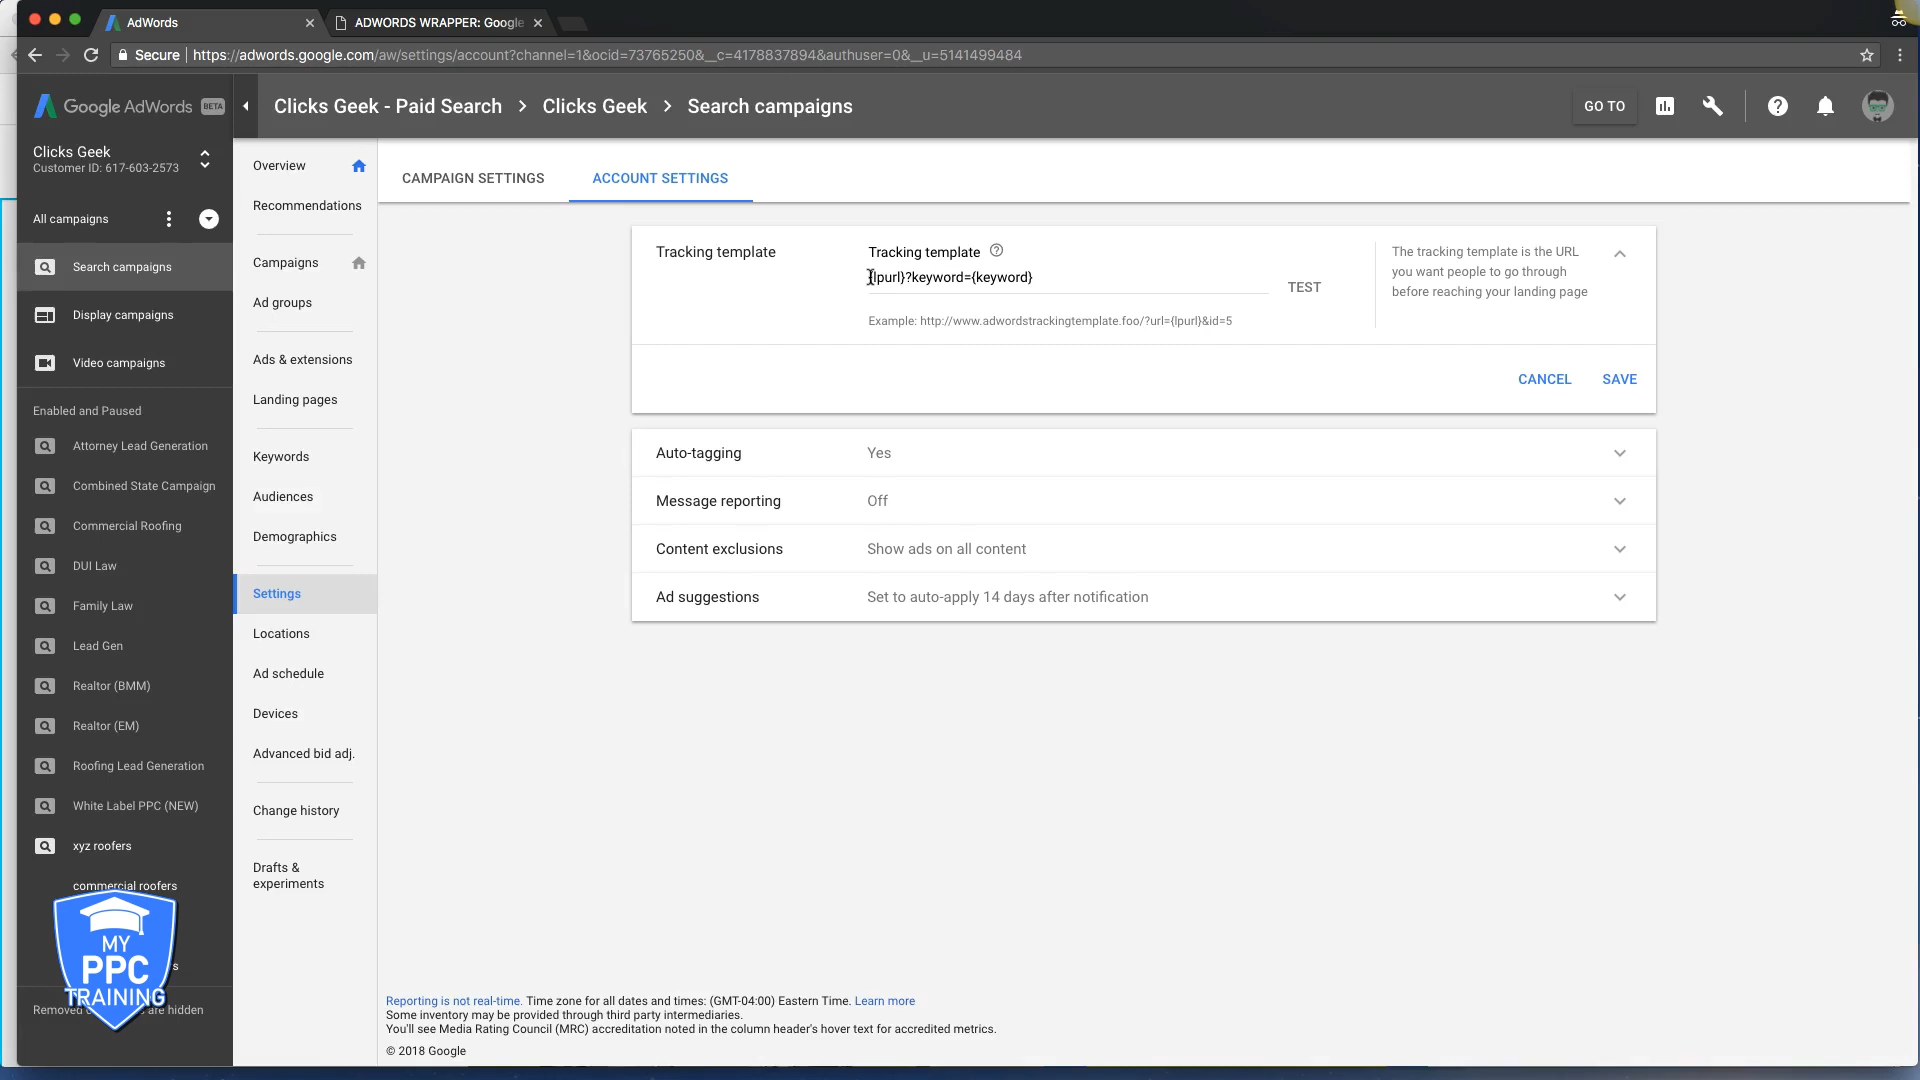 AdWords
ADWORDS WRAPPER: Google
Secure https://adwords.google.com/aw/settings/account?channel=1&ocid=73765250&__c=4178837894&authuser=0&__u=5141499484
Google AdWords BETA
Clicks Geek - Paid Search > Clicks Geek > Search campaigns
GO TO
Clicks Geek
Customer ID: 617-603-2573
All campaigns
Search campaigns
Display campaigns
Video campaigns
Enabled and Paused
Attorney Lead Generation
Combined State Campaign
Commercial Roofing
DUI Law
Family Law
Lead Gen
Realtor (BMM)
Realtor (EM)
Roofing Lead Generation
White Label PPC (NEW)
xyz roofers
commercial roofers
MY
PPC
TRAINING
Removed
are hidden
Overview
Recommendations
Campaigns
Ad groups
Ads & extensions
Landing pages
Keywords
Audiences
Demographics
Settings
Locations
Ad schedule
Devices
Advanced bid adj.
Change history
Drafts &
experiments
CAMPAIGN SETTINGS
ACCOUNT SETTINGS
Tracking template
Tracking template
{lpurl}?keyword={keyword}
TEST
Example: http://www.adwordstrackingtemplate.foo/?url={lpurl}&id=5
The tracking template is the URL
you want people to go through
before reaching your landing page
CANCEL
SAVE
Auto-tagging Yes
Message reporting Off
Content exclusions Show ads on all content
Ad suggestions Set to auto-apply 14 days after notification
Reporting is not real-time. Time zone for all dates and times: (GMT-04:00) Eastern Time. Learn more
Some inventory may be provided through third party intermediaries.
You'll see Media Rating Council (MRC) accreditation noted in the column header's hover text for accredited metrics.
© 2018 Google